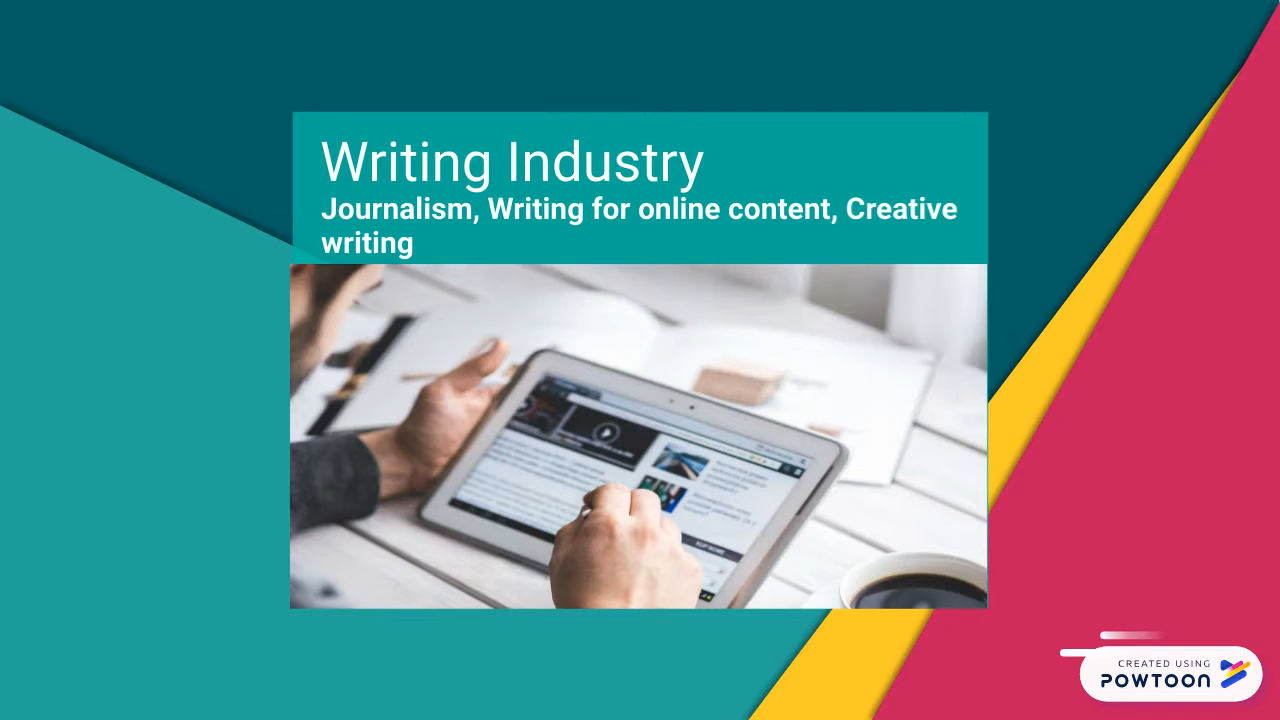 Writing Industry
Journalism, Writing for online content, Creative
writing
CREATED USING
POWTOON